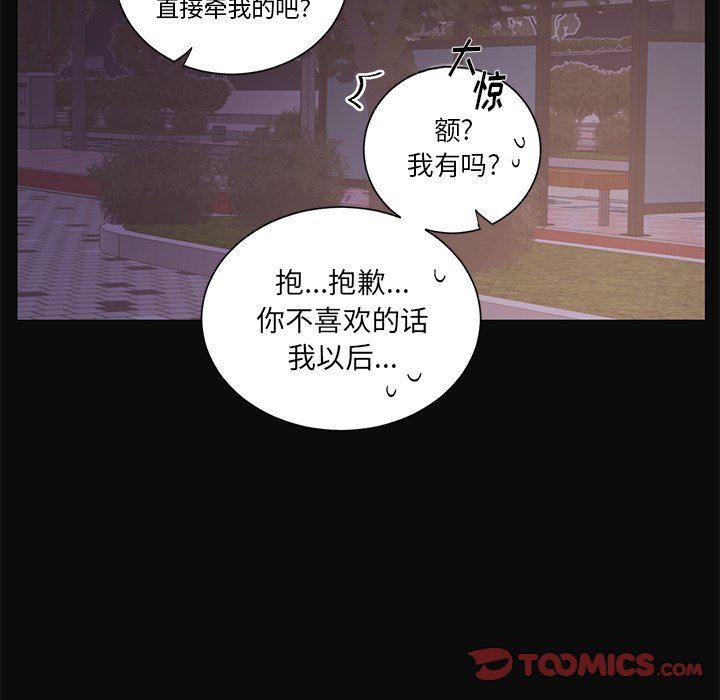 直接牵我的吧?
大惊
额?
我有吗?
抱...抱歉...
你不喜欢的话
我以后...
TOOMICS.COM